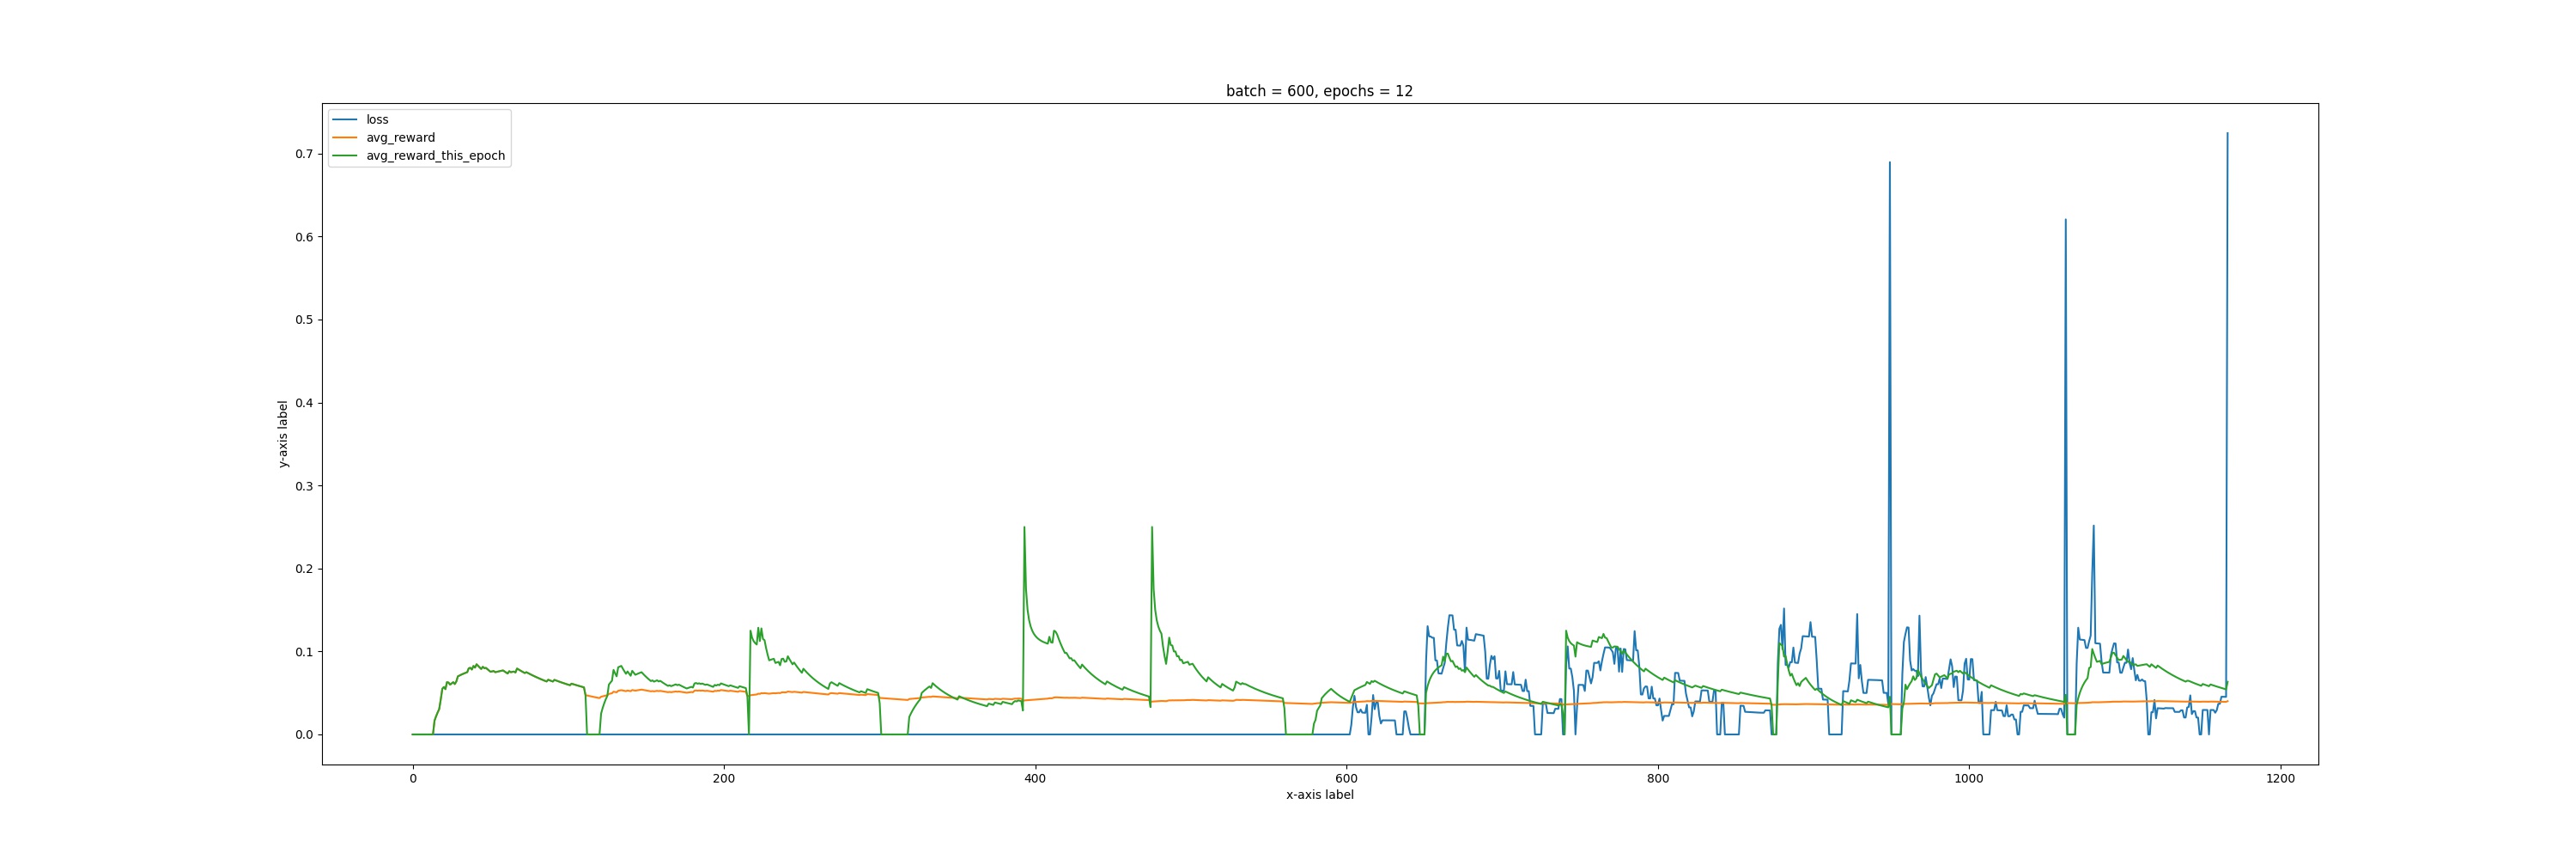 batch = 600, epochs = 12
loss
avg_reward
avg_reward_this_epoch
0.7
0.6
0.5
0.4
0.3
0.2
0.1
0.0
y-axis label
0 200 400 600 800 1000 1200
x-axis label